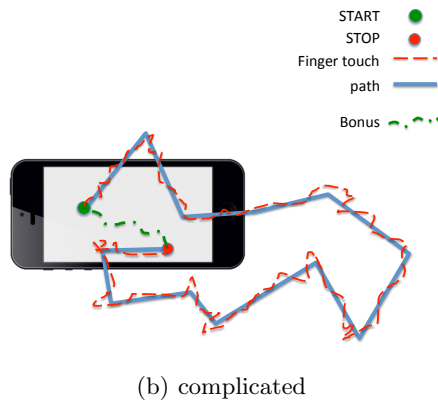 START
STOP
Finger touch
path
Bonus
(b) complicated